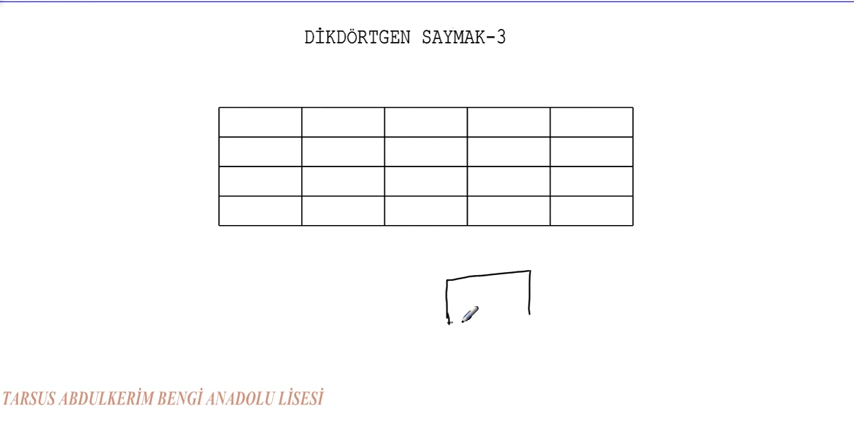 DİKDÖRTGEN SAYMAK-3
TARSUS ABDULKERİM BENGİ ANADOLU LİSESİ